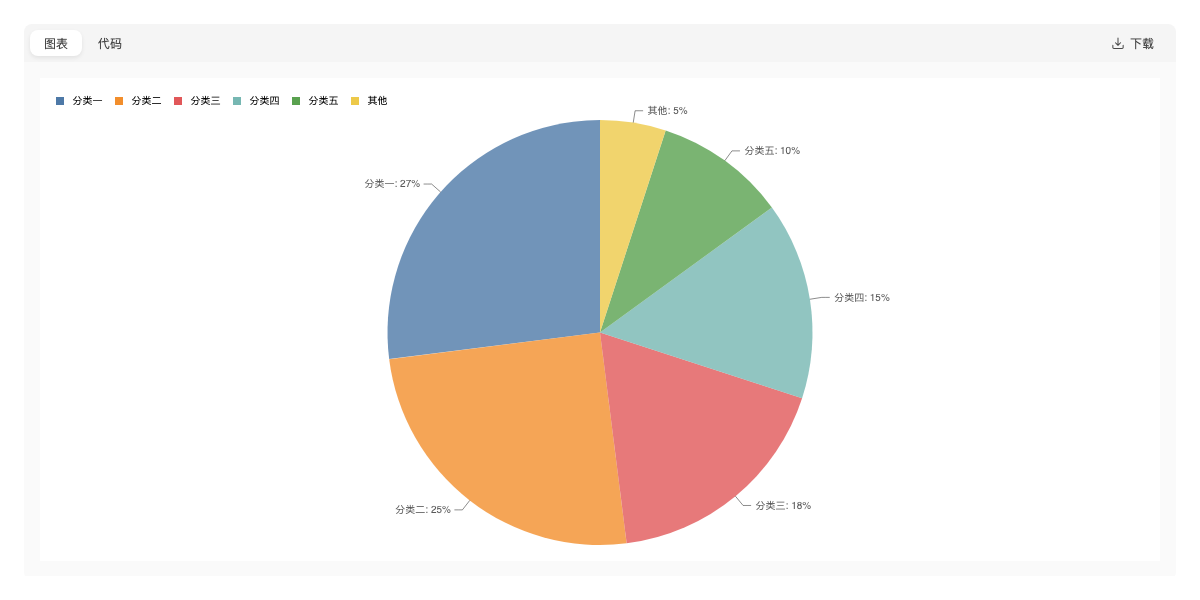 图表 代码 下载
分类一 分类二 分类三 分类四 分类五 其他
其他: 5%
分类五: 10%
分类一: 27%
分类四: 15%
分类三: 18%
分类二: 25%